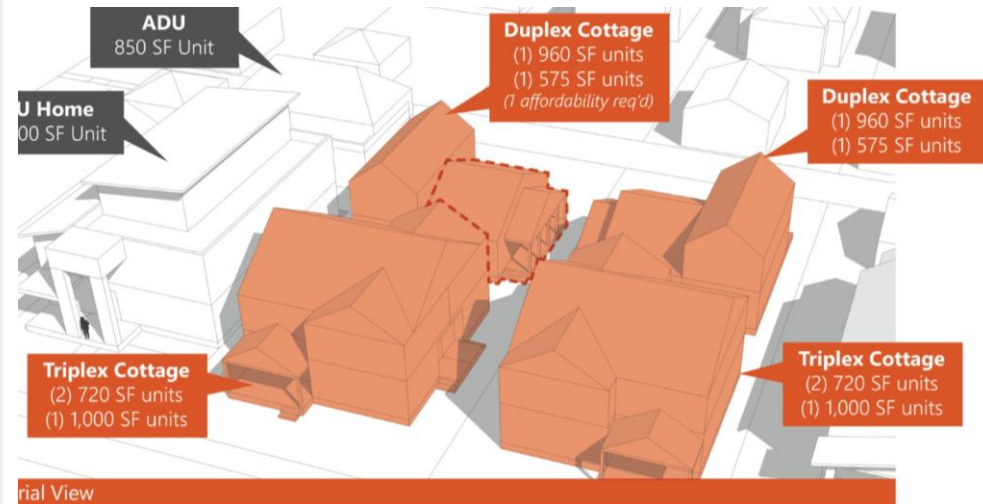 ADU
850 SF Unit
U Home
00 SF Unit
Duplex Cottage
(1) 960 SF units
(1) 575 SF units
(1 affordability req'd)
Duplex Cottage
(1) 960 SF units
(1) 575 SF units
Triplex Cottage
(2) 720 SF units
(1) 1,000 SF units
Triplex Cottage
(2) 720 SF units
(1) 1,000 SF units
rial View